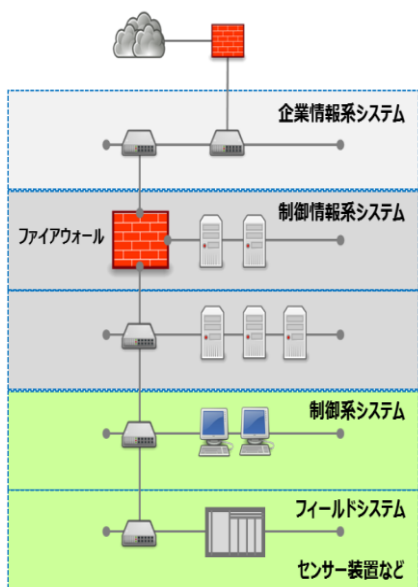 企業情報系システム
制御情報系システム
ファイアウォール
制御系システム
フィールドシステム
センサー装置など